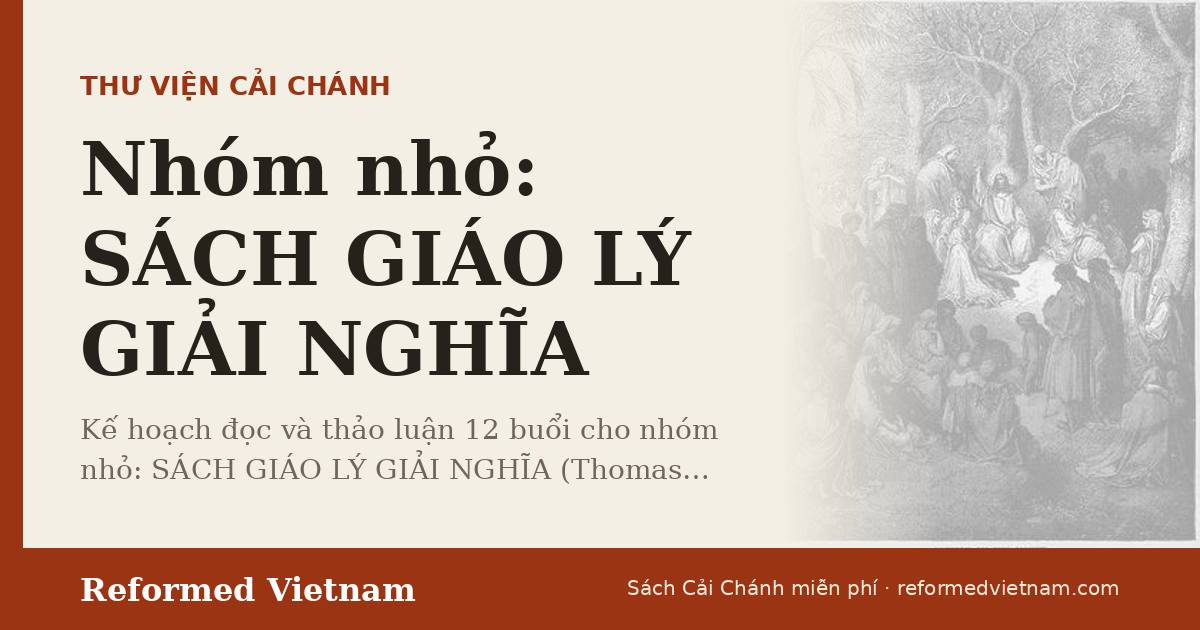 THƯ VIỆN CẢI CHÁNH
Nhóm nhỏ:
SÁCH GIÁO LÝ
GIẢI NGHĨA
Kế hoạch đọc và thảo luận 12 buổi cho nhóm
nhỏ: SÁCH GIÁO LÝ GIẢI NGHĨA (Thomas...
Reformed Vietnam
Sách Cải Chánh miễn phí · reformedvietnam.com